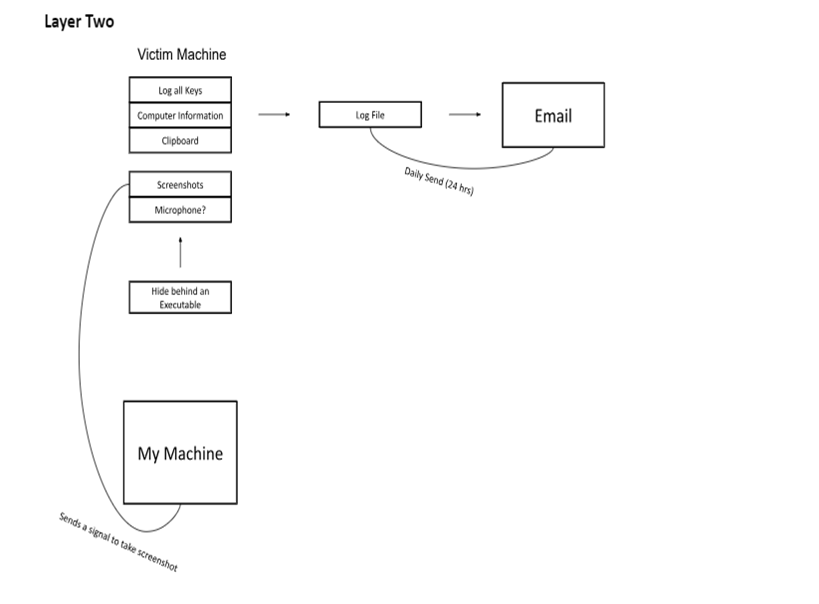 Layer Two
Victim Machine
Log all Keys
Computer Information
Clipboard
Log File
Email
Daily Send (24 hrs)
Screenshots
Microphone?
Hide behind an
Executable
My Machine
Sends a signal to take screenshot